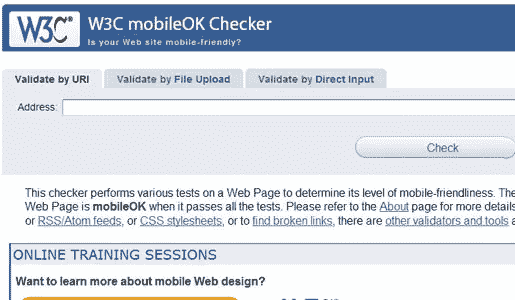 W3C® W3C mobileOK Checker
Is your Web site mobile-friendly?
Validate by URI Validate by File Upload Validate by Direct Input
Address:
Check
This checker performs various tests on a Web Page to determine its level of mobile-friendliness. The
Web Page is mobileOK when it passes all the tests. Please refer to the About page for more details
or RSS/Atom feeds, or CSS stylesheets, or to find broken links, there are other validators and tools a
ONLINE TRAINING SESSIONS
Want to learn more about mobile Web design?